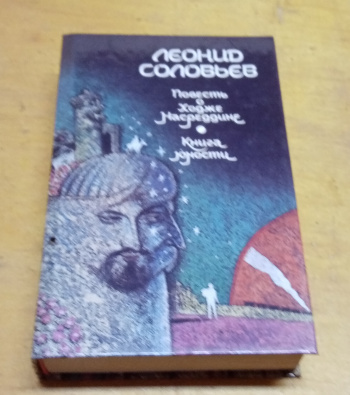 ЛЕОНИД
СОЛОВЬЕВ
Повесть
о
Ходже
Насреддине
Книга
юности